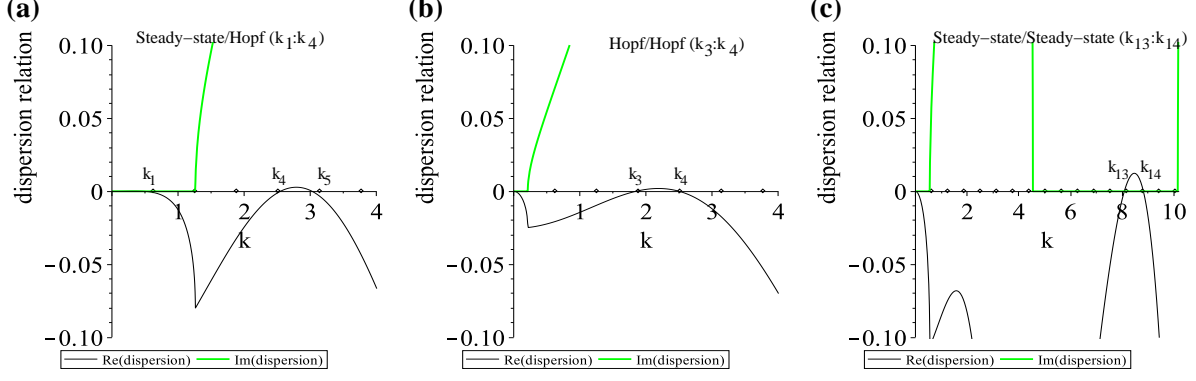 (a)
Steady−state/Hopf (k1:k4)
dispersion relation
0.10
0.05
0
−0.05
−0.10
k1
k4
k5
1
2
3
4
k
Re(dispersion) Im(dispersion)
(b)
Hopf/Hopf (k3:k4)
dispersion relation
0.10
0.05
0
−0.05
−0.10
k3
k4
1
2
3
4
k
Re(dispersion) Im(dispersion)
(c)
Steady−state/Steady−state (k13:k14)
dispersion relation
0.10
0.05
0
−0.05
−0.10
k13
k14
2
4
6
8
10
k
Re(dispersion) Im(dispersion)